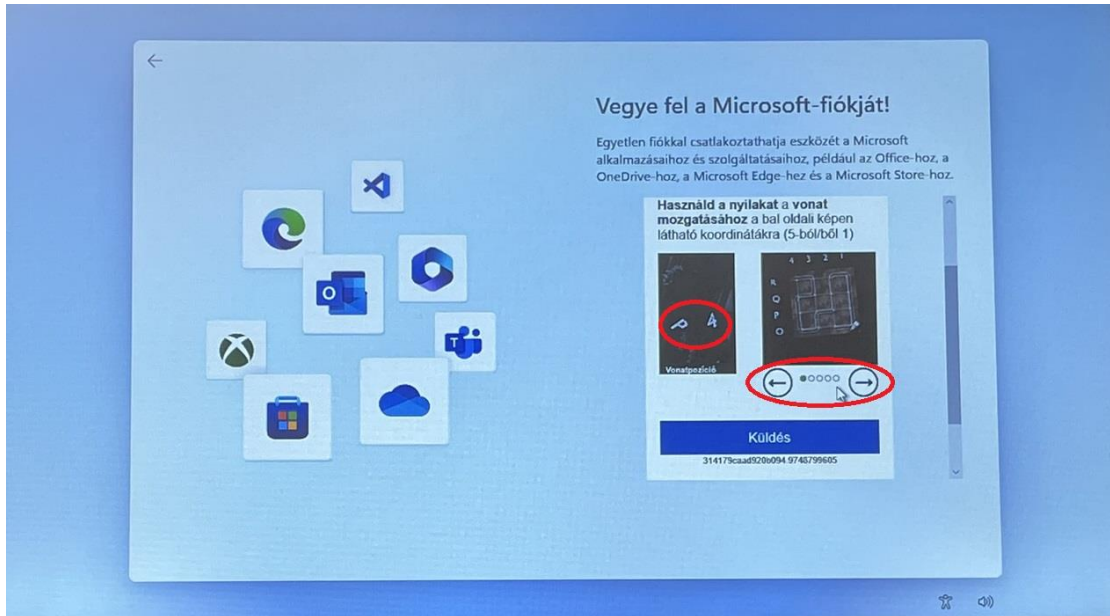 Vegye fel a Microsoft-fiókját!
Egyetlen fiókkal csatlakoztathatja eszközét a Microsoft
alkalmazásaihoz és szolgáltatásaihoz, például az Office-hoz, a
OneDrive-hoz, a Microsoft Edge-hez és a Microsoft Store-hoz.
Használd a nyilakat a vonat
mozgatásához a bal oldali képen
látható koordinátákra (5-ból/ből 1)
P 4
Vonatpozíció
4 3 2 1
R
Q
P
O
Küldés
314179caad920b094.9748799605